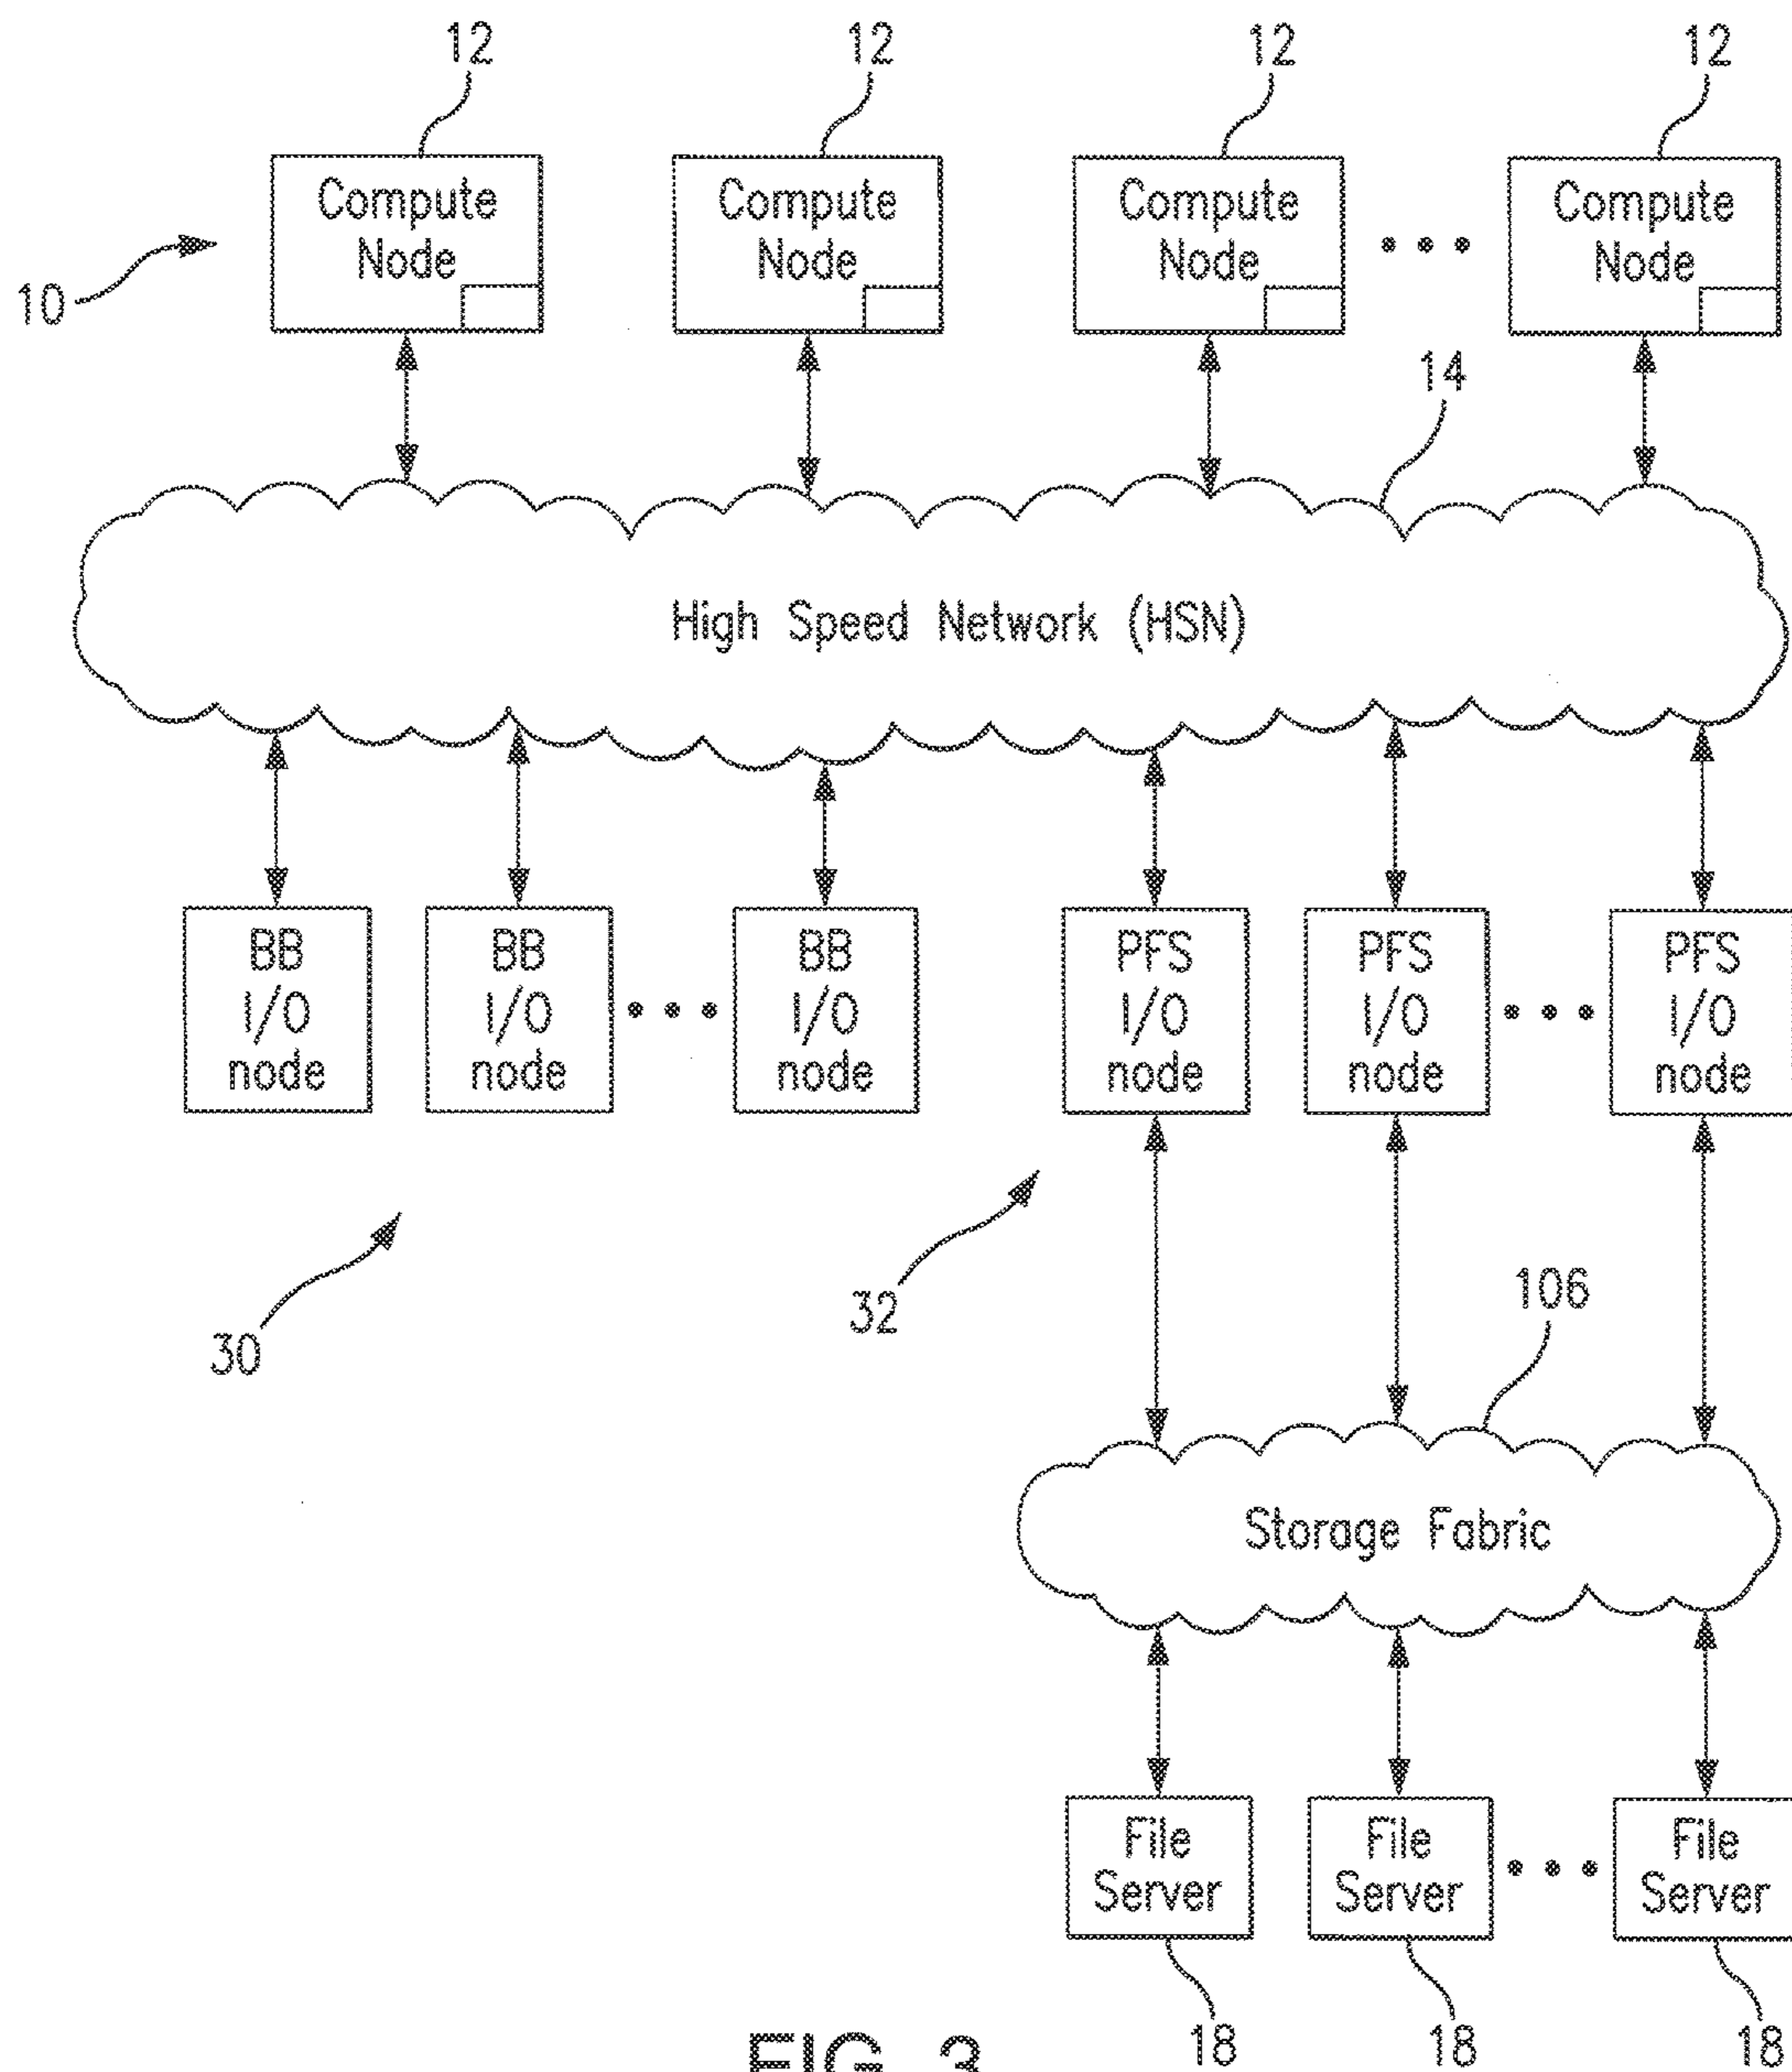 12 12 12 12
Compute Compute Compute Compute
Node Node Node • • • Node
10
14
High Speed Network (HSN)
BB BB BB PFS PFS PFS
I/O I/O • • • I/O I/O I/O • • • I/O
node node node node node node
30
32
106
Storage Fabric
File File File
Server Server • • • Server
18 18 18
FIG. 3